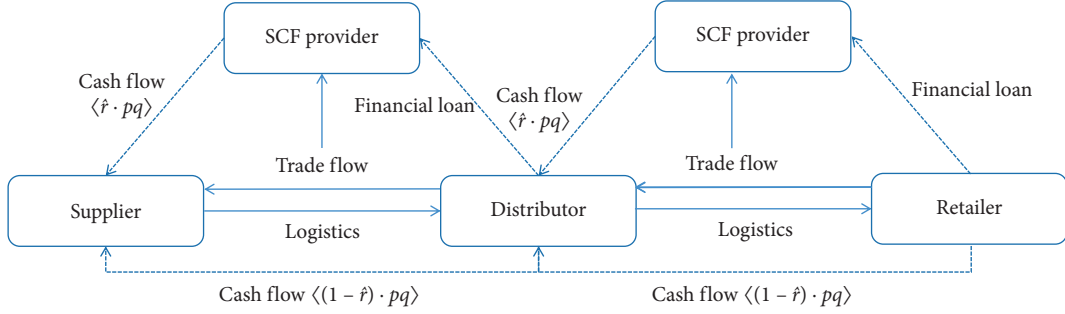 SCF provider
SCF provider
Cash flow
⟨r̂ · pq⟩
Financial loan
Cash flow
⟨r̂ · pq⟩
Financial loan
Trade flow
Trade flow
Supplier
Distributor
Retailer
Logistics
Logistics
Cash flow ⟨(1 – r̂) · pq⟩
Cash flow ⟨(1 – r̂) · pq⟩